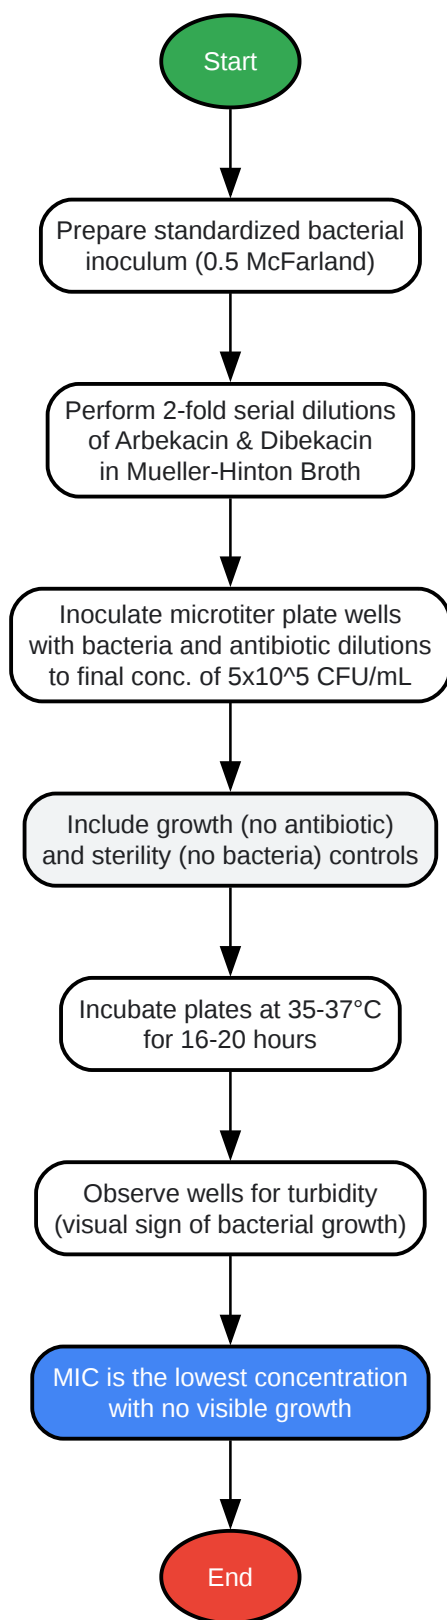 Start
Prepare standardized bacterial
inoculum (0.5 McFarland)
Perform 2-fold serial dilutions
of Arbekacin & Dibekacin
in Mueller-Hinton Broth
Inoculate microtiter plate wells
with bacteria and antibiotic dilutions
to final conc. of 5x10^5 CFU/mL
Include growth (no antibiotic)
and sterility (no bacteria) controls
Incubate plates at 35-37°C
for 16-20 hours
Observe wells for turbidity
(visual sign of bacterial growth)
MIC is the lowest concentration
with no visible growth
End